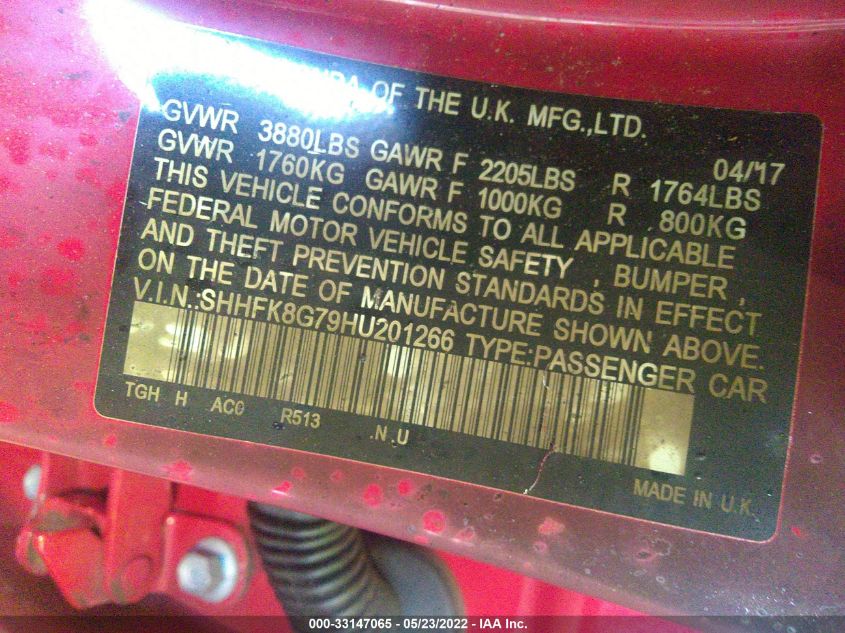 OF THE U.K. MFG.,LTD.
04/'17
GVWR 3880LBS GAWR F 2205LBS R 1764LBS
GVWR 1760KG GAWR F 1000KG R 800KG
THIS VEHICLE CONFORMS TO ALL APPLICABLE
FEDERAL MOTOR VEHICLE SAFETY , BUMPER ,
AND THEFT PREVENTION STANDARDS IN EFFECT
ON THE DATE OF MANUFACTURE SHOWN ABOVE.
V.I.N.:SHHFK8G79HU201266 TYPE:PASSENGER CAR
TGH H AC0 R513 .N .U
MADE IN U.K.
000-33147065 - 05/23/2022 - IAA Inc.